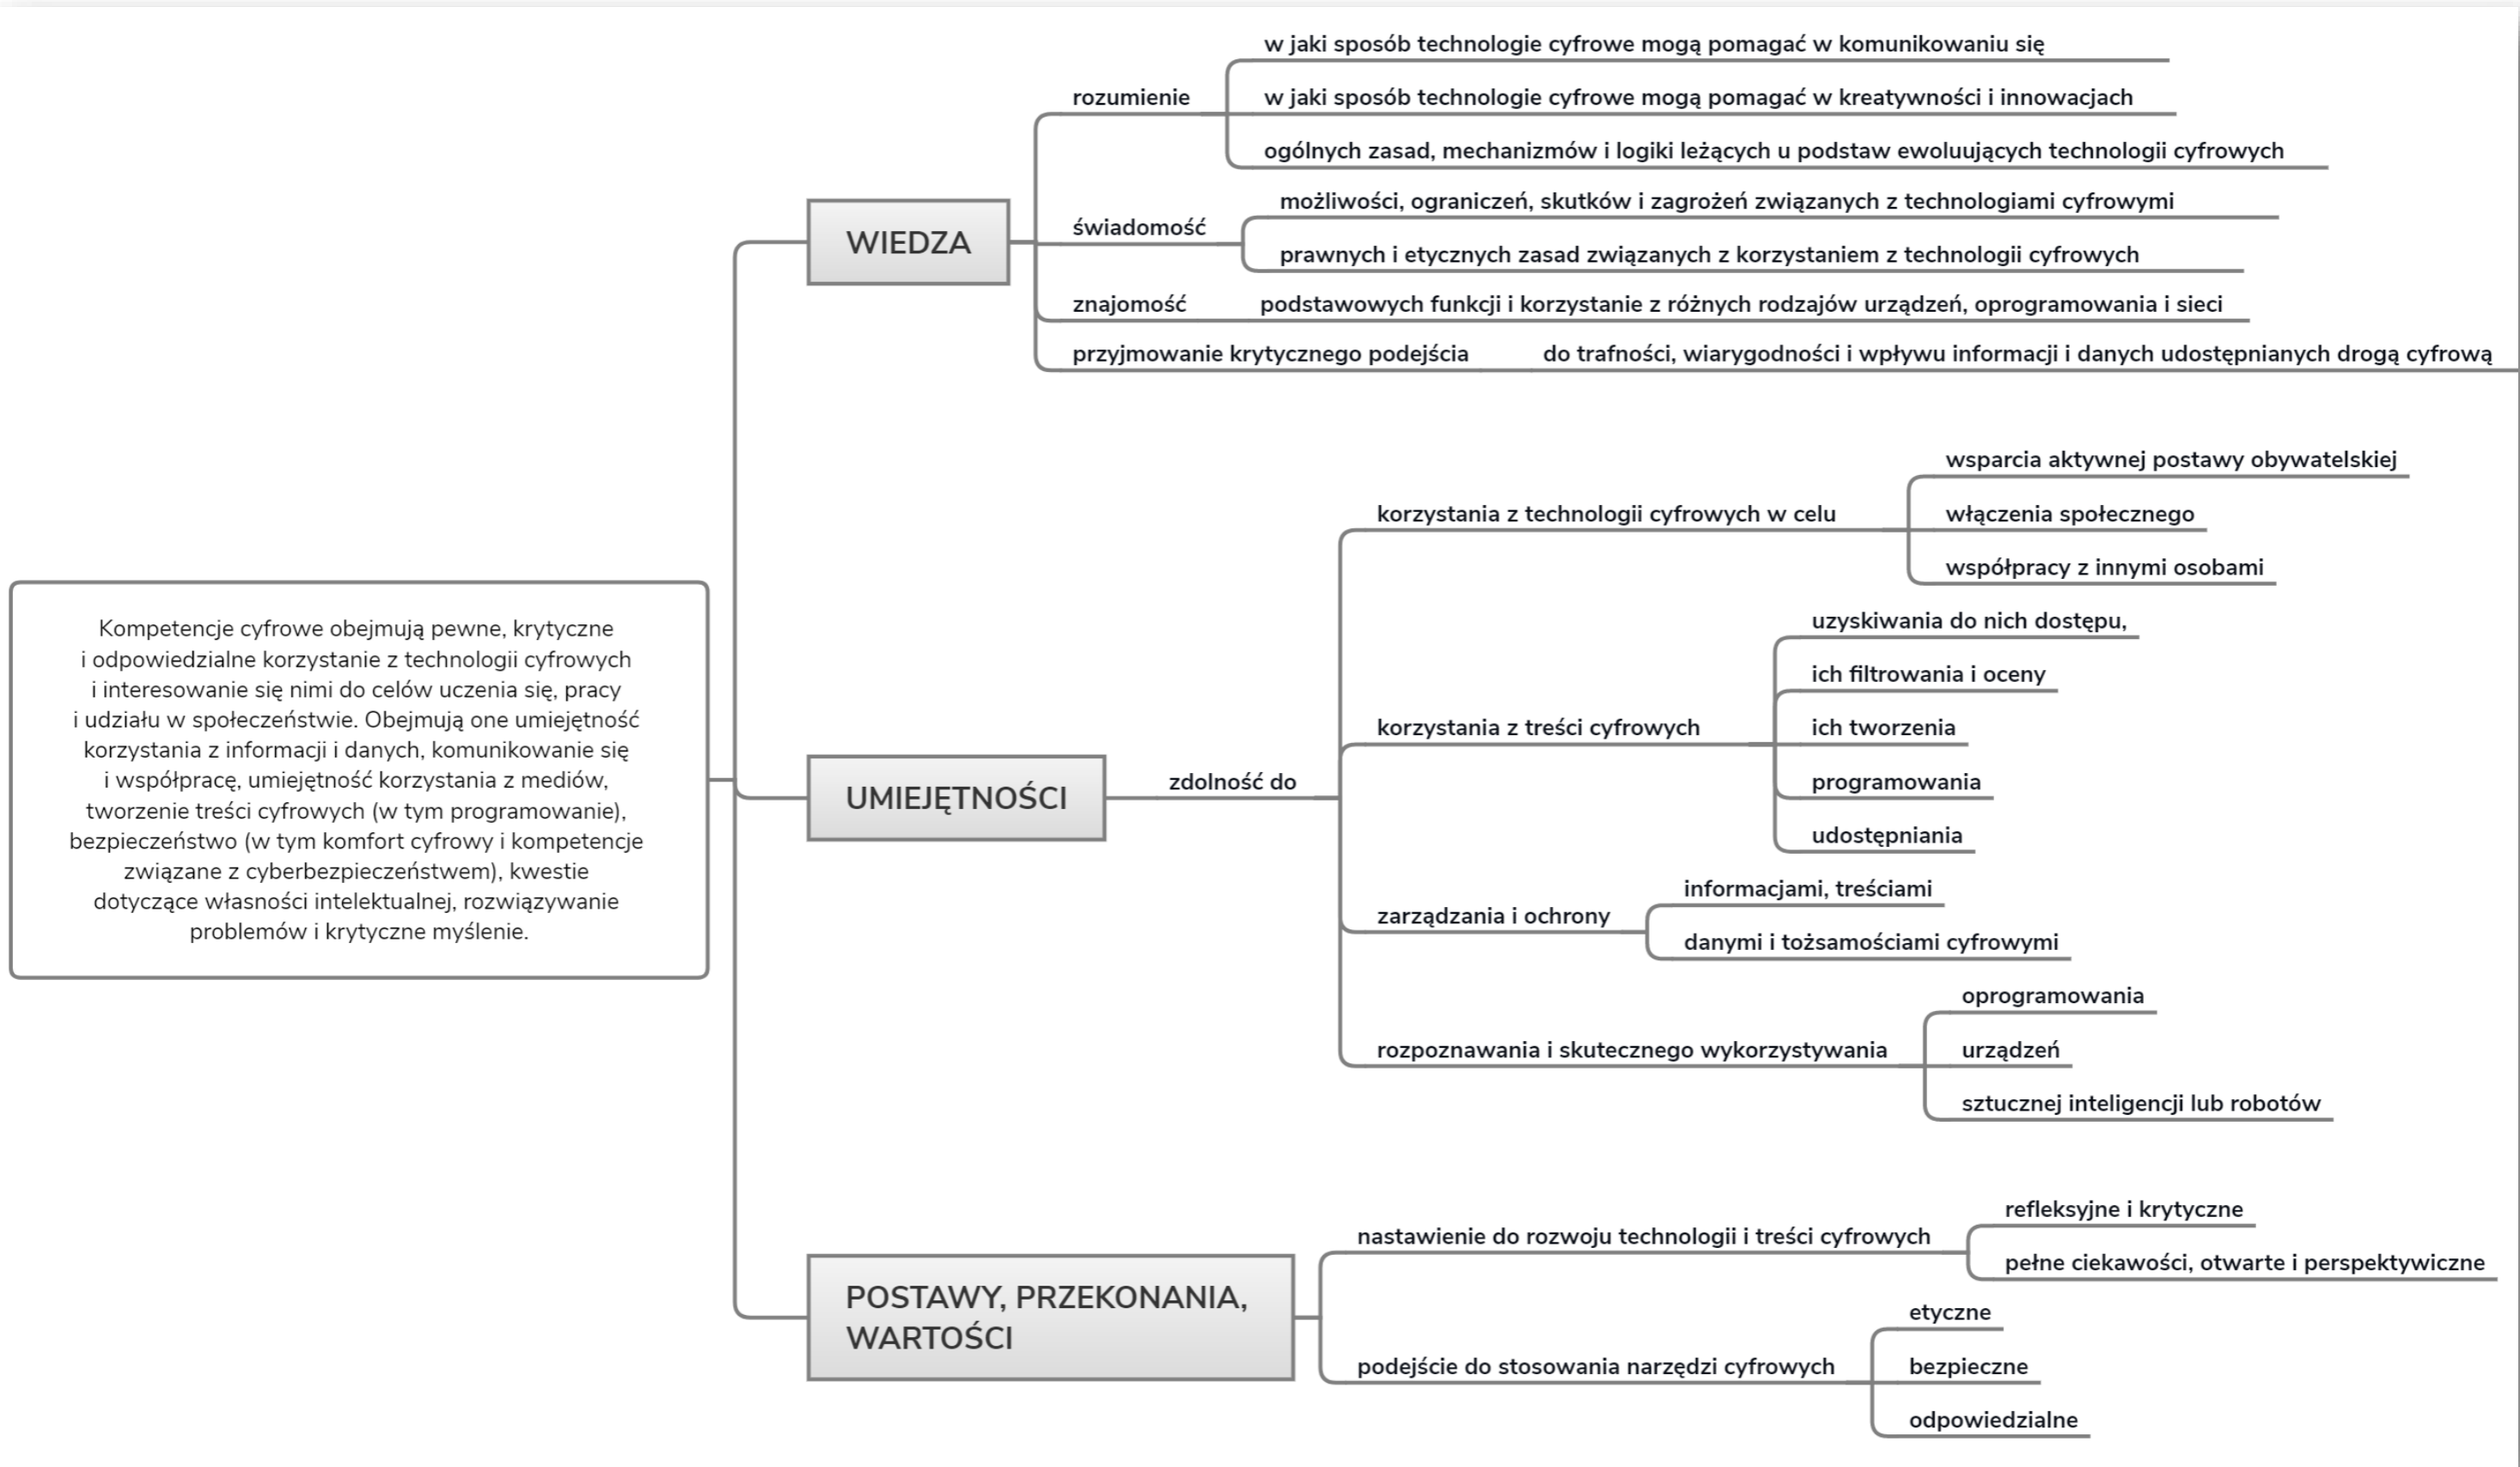 Kompetencje cyfrowe obejmują pewne, krytyczne
i odpowiedzialne korzystanie z technologii cyfrowych
i interesowanie się nimi do celów uczenia się, pracy
i udziału w społeczeństwie. Obejmują one umiejętność
korzystania z informacji i danych, komunikowanie się
i współpracę, umiejętność korzystania z mediów,
tworzenie treści cyfrowych (w tym programowanie),
bezpieczeństwo (w tym komfort cyfrowy i kompetencje
związane z cyberbezpieczeństwem), kwestie
dotyczące własności intelektualnej, rozwiązywanie
problemów i krytyczne myślenie.
WIEDZA
rozumienie
w jaki sposób technologie cyfrowe mogą pomagać w komunikowaniu się
w jaki sposób technologie cyfrowe mogą pomagać w kreatywności i innowacjach
ogólnych zasad, mechanizmów i logiki leżących u podstaw ewoluujących technologii cyfrowych
świadomość
możliwości, ograniczeń, skutków i zagrożeń związanych z technologiami cyfrowymi
prawnych i etycznych zasad związanych z korzystaniem z technologii cyfrowych
znajomość
podstawowych funkcji i korzystanie z różnych rodzajów urządzeń, oprogramowania i sieci
przyjmowanie krytycznego podejścia
do trafności, wiarygodności i wpływu informacji i danych udostępnianych drogą cyfrową
UMIEJĘTNOŚCI
zdolność do
korzystania z technologii cyfrowych w celu
wsparcia aktywnej postawy obywatelskiej
włączenia społecznego
współpracy z innymi osobami
korzystania z treści cyfrowych
uzyskiwania do nich dostępu,
ich filtrowania i oceny
ich tworzenia
programowania
udostępniania
zarządzania i ochrony
informacjami, treściami
danymi i tożsamościami cyfrowymi
rozpoznawania i skutecznego wykorzystywania
oprogramowania
urządzeń
sztucznej inteligencji lub robotów
POSTAWY, PRZEKONANIA,
WARTOŚCI
nastawienie do rozwoju technologii i treści cyfrowych
refleksyjne i krytyczne
pełne ciekawości, otwarte i perspektywiczne
podejście do stosowania narzędzi cyfrowych
etyczne
bezpieczne
odpowiedzialne